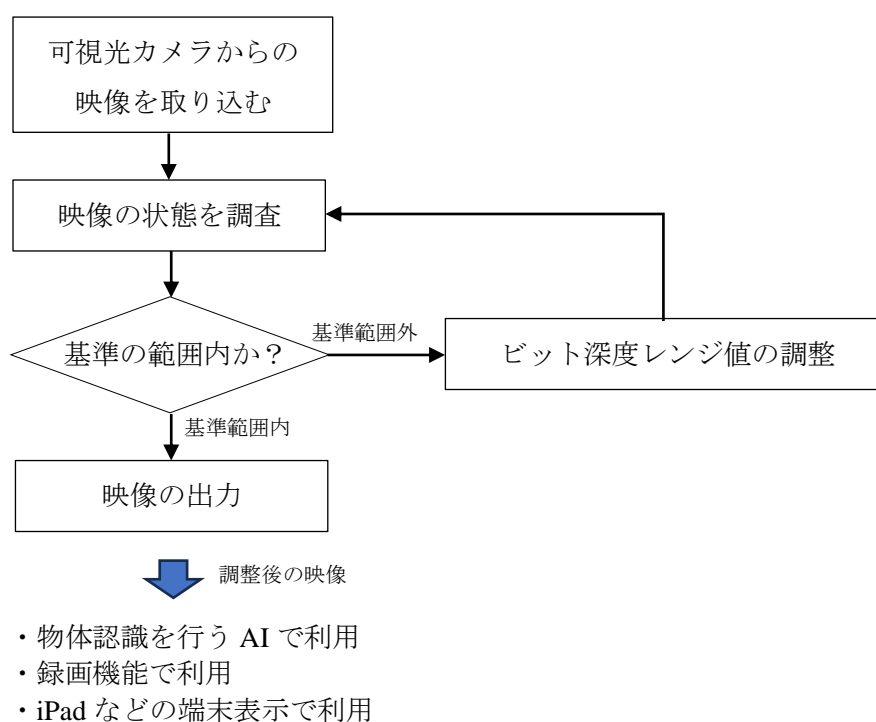 可視光カメラからの
映像を取り込む
映像の状態を調査
基準の範囲内か？
基準範囲外
ビット深度レンジ値の調整
基準範囲内
映像の出力
調整後の映像
・物体認識を行う AI で利用
・録画機能で利用
・iPad などの端末表示で利用